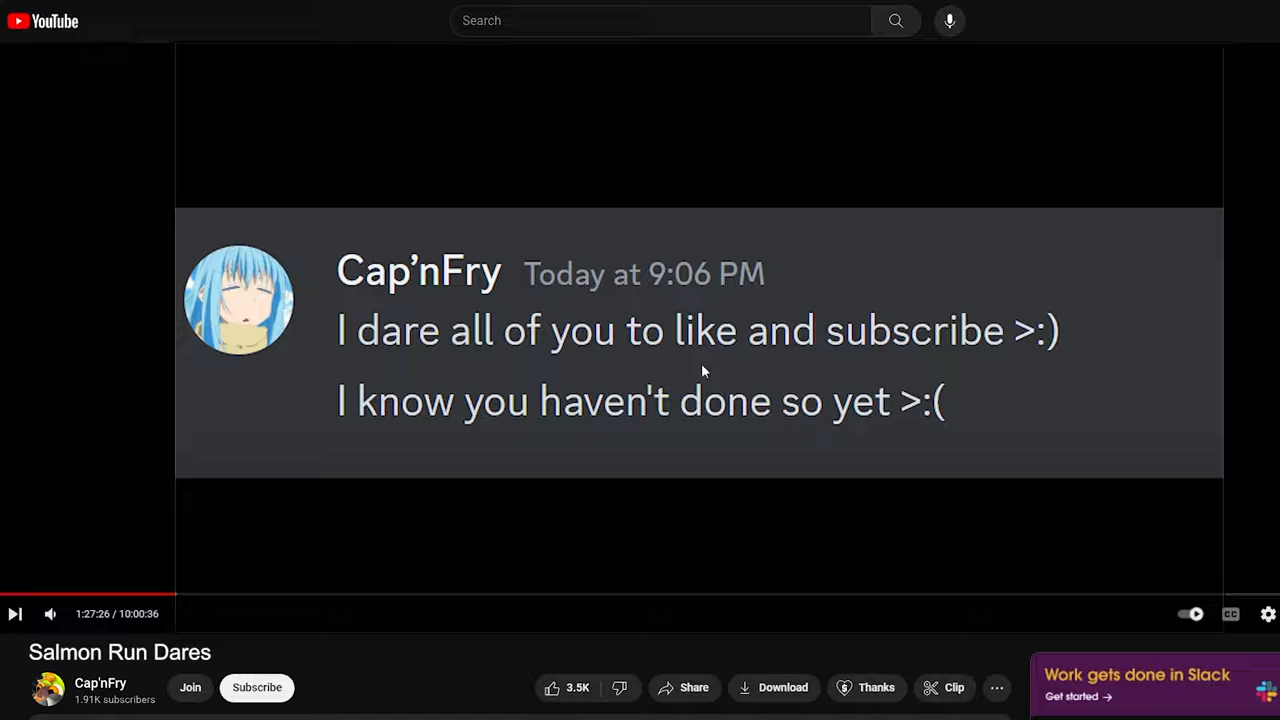 YouTube
Search
Cap’nFry Today at 9:06 PM
I dare all of you to like and subscribe >:)
I know you haven't done so yet >:(
1:27:26 / 10:00:36
CC
Salmon Run Dares
Cap'nFry
1.91K subscribers
Join
Subscribe
3.5K
Share
Download
Thanks
Clip
Work gets done in Slack
Get started →